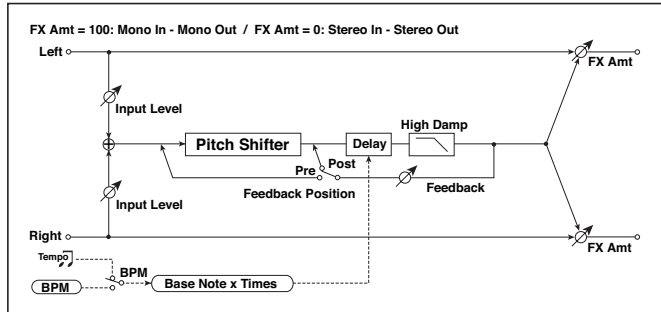 FX Amt = 100: Mono In - Mono Out / FX Amt = 0: Stereo In - Stereo Out
Left
FX Amt
Input Level
High Damp
Pitch Shifter
Delay
Post
Pre
Feedback Position
Feedback
Input Level
Right
FX Amt
Tempo
BPM
BPM
Base Note x Times